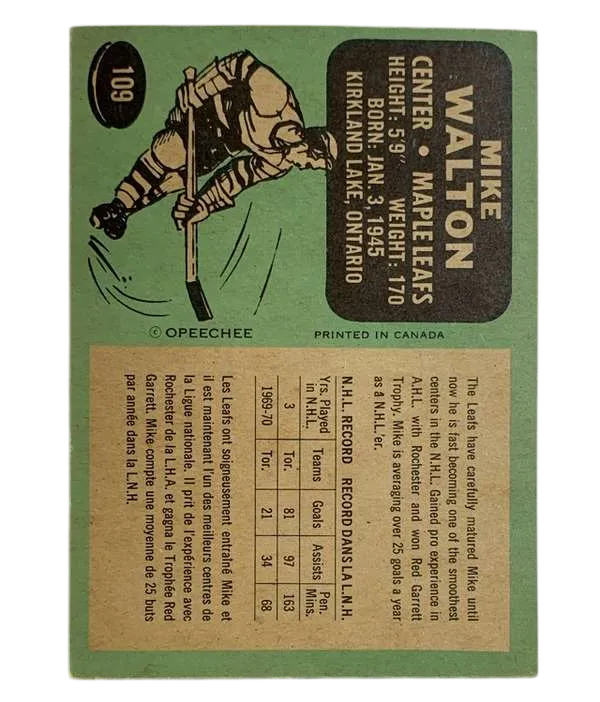 109
MIKE
WALTON
CENTER • MAPLE LEAFS
HEIGHT: 5'9" WEIGHT: 170
BORN: JAN. 3, 1945
KIRKLAND LAKE, ONTARIO
© OPEECHEE
PRINTED IN CANADA
The Leafs have carefully matured Mike until
now he is fast becoming one of the smoothest
centers in the N.H.L. Gained pro experience in
A.H.L. with Rochester and won Red Garrett
Trophy. Mike is averaging over 25 goals a year
as a N.H.L.'er.
N.H.L. RECORD RECORD DANS LA L.N.H.
Yrs. Played in N.H.L. Teams Goals Assists Pen. Mins.
3 Tor. 81 97 163
1969-70 Tor. 21 34 68
Les Leafs ont soigneusement entraîné Mike et
il est maintenant l'un des meilleurs centres de
la Ligue nationale. Il prit de l'expérience avec
Rochester de la L.H.A. et gagna le Trophée Red
Garrett. Mike compte une moyenne de 25 buts
par année dans la L.N.H.